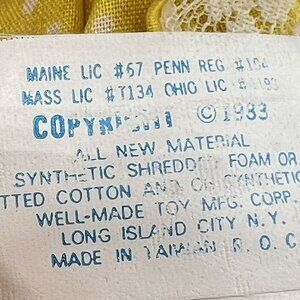 MAINE LIC #67 PENN REG
MASS LIC #T134 OHIO LIC
COPYRIGHT © 1983
ALL NEW MATERIAL
SYNTHETIC SHREDDED FOAM OR
TTED COTTON AND OR SYNTHETIC
WELL-MADE TOY MFG. CORP.
LONG ISLAND CITY N.Y.
MADE IN TAIWAN R.O.C